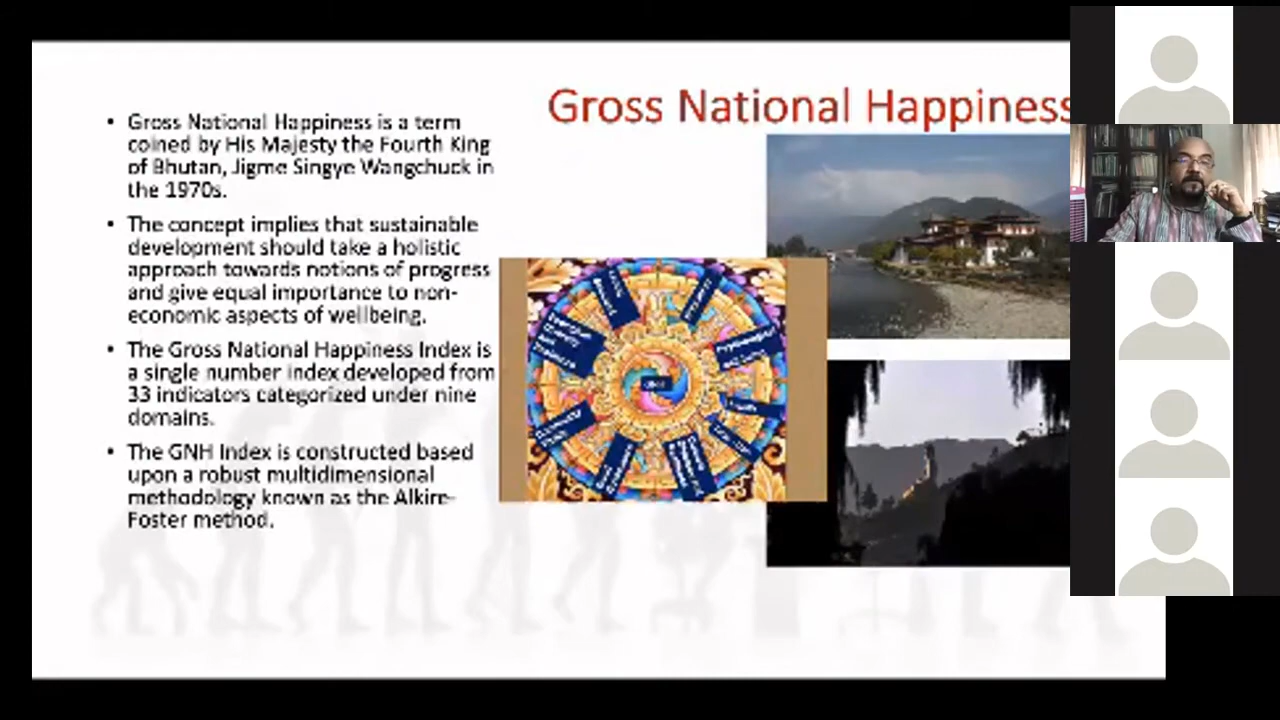 Gross National Happiness
• Gross National Happiness is a term
coined by His Majesty the Fourth King
of Bhutan, Jigme Singye Wangchuck in
the 1970s.
• The concept implies that sustainable
development should take a holistic
approach towards notions of progress
and give equal importance to non-
economic aspects of wellbeing.
• The Gross National Happiness Index is
a single number index developed from
33 indicators categorized under nine
domains.
• The GNH Index is constructed based
upon a robust multidimensional
methodology known as the Alkire-
Foster method.